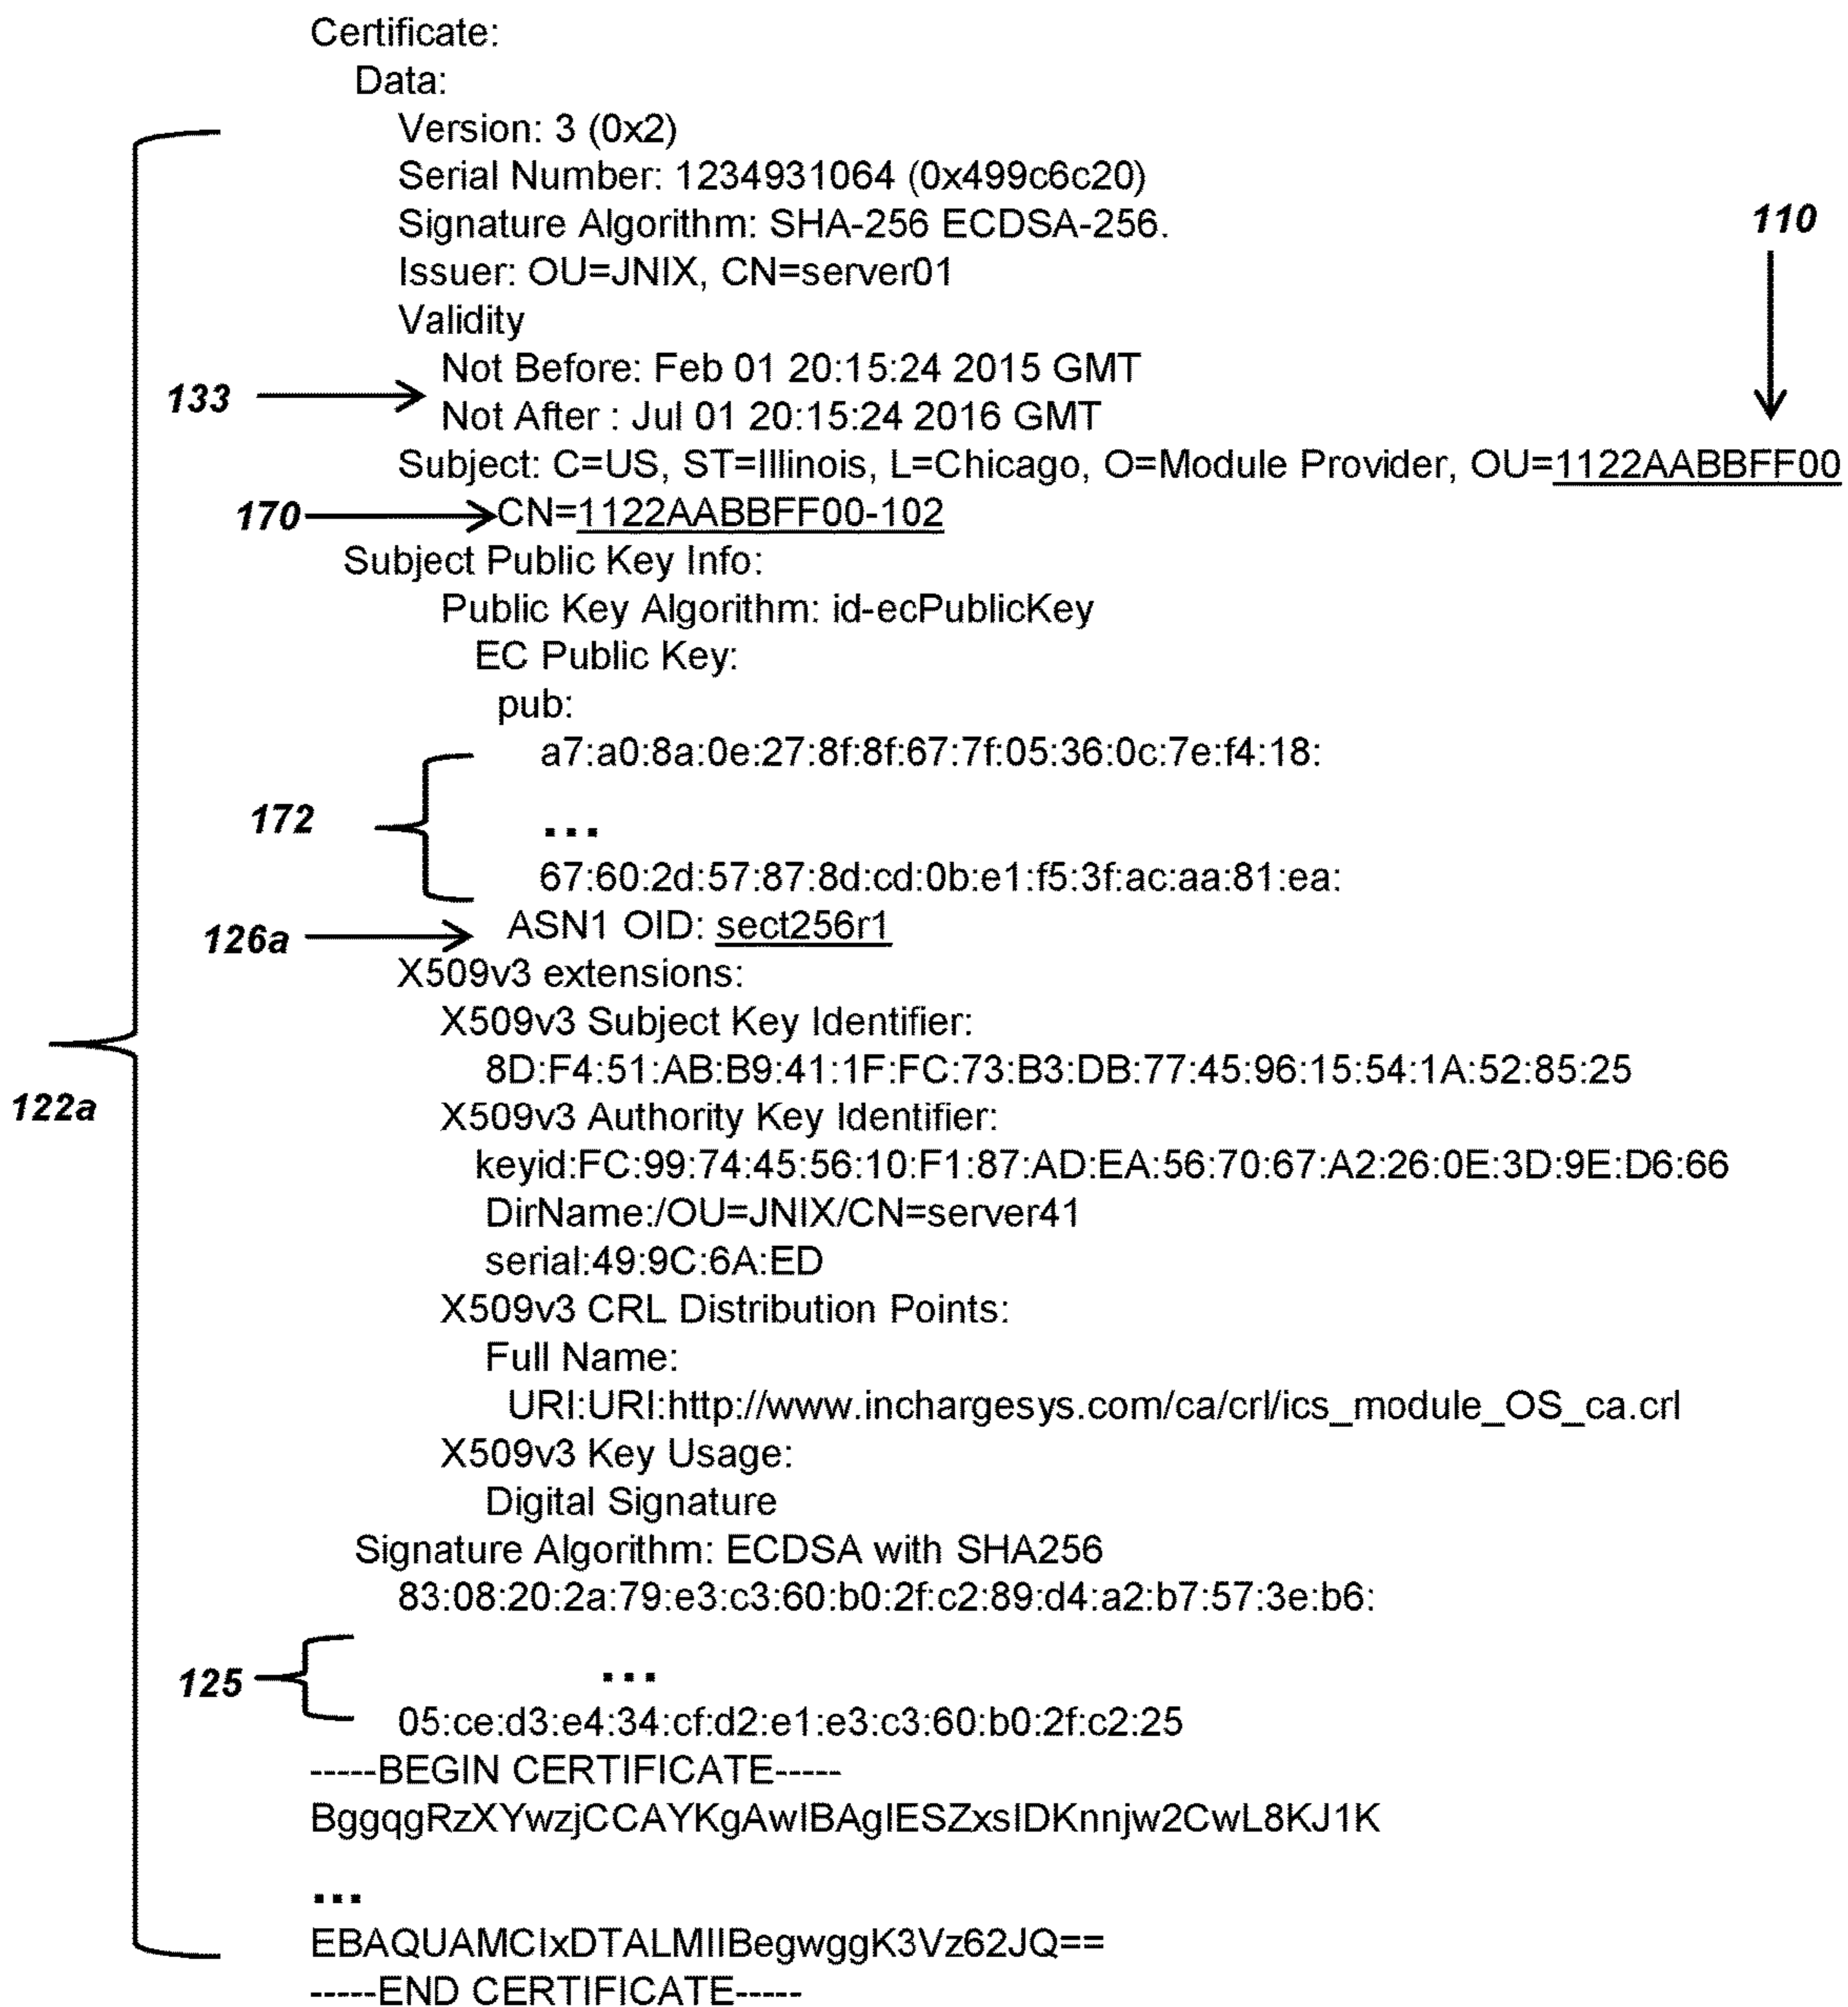 Certificate:
Data:
Version: 3 (0x2)
Serial Number: 1234931064 (0x499c6c20)
Signature Algorithm: SHA-256 ECDSA-256.
110
Issuer: OU=JNIX, CN=server01
Validity
Not Before: Feb 01 20:15:24 2015 GMT
133
Not After : Jul 01 20:15:24 2016 GMT
Subject: C=US, ST=Illinois, L=Chicago, O=Module Provider, OU=1122AABBFF00
170 CN=1122AABBFF00-102
Subject Public Key Info:
Public Key Algorithm: id-ecPublicKey
EC Public Key:
pub:
a7:a0:8a:0e:27:8f:8f:67:7f:05:36:0c:7e:f4:18:
172
...
67:60:2d:57:87:8d:cd:0b:e1:f5:3f:ac:aa:81:ea:
126a ASN1 OID: sect256r1
X509v3 extensions:
X509v3 Subject Key Identifier:
8D:F4:51:AB:B9:41:1F:FC:73:B3:DB:77:45:96:15:54:1A:52:85:25
122a
X509v3 Authority Key Identifier:
keyid:FC:99:74:45:56:10:F1:87:AD:EA:56:70:67:A2:26:0E:3D:9E:D6:66
DirName:/OU=JNIX/CN=server41
serial:49:9C:6A:ED
X509v3 CRL Distribution Points:
Full Name:
URI:URI:http://www.inchargesys.com/ca/crl/ics_module_OS_ca.crl
X509v3 Key Usage:
Digital Signature
Signature Algorithm: ECDSA with SHA256
83:08:20:2a:79:e3:c3:60:b0:2f:c2:89:d4:a2:b7:57:3e:b6:
125
...
05:ce:d3:e4:34:cf:d2:e1:e3:c3:60:b0:2f:c2:25
-----BEGIN CERTIFICATE-----
BggqgRzXYwzjCCAYKgAwIBAgIESZxsIDKnnjw2CwL8KJ1K
...
EBAQUAMCIxDTALMIIBegwggK3Vz62JQ==
-----END CERTIFICATE-----